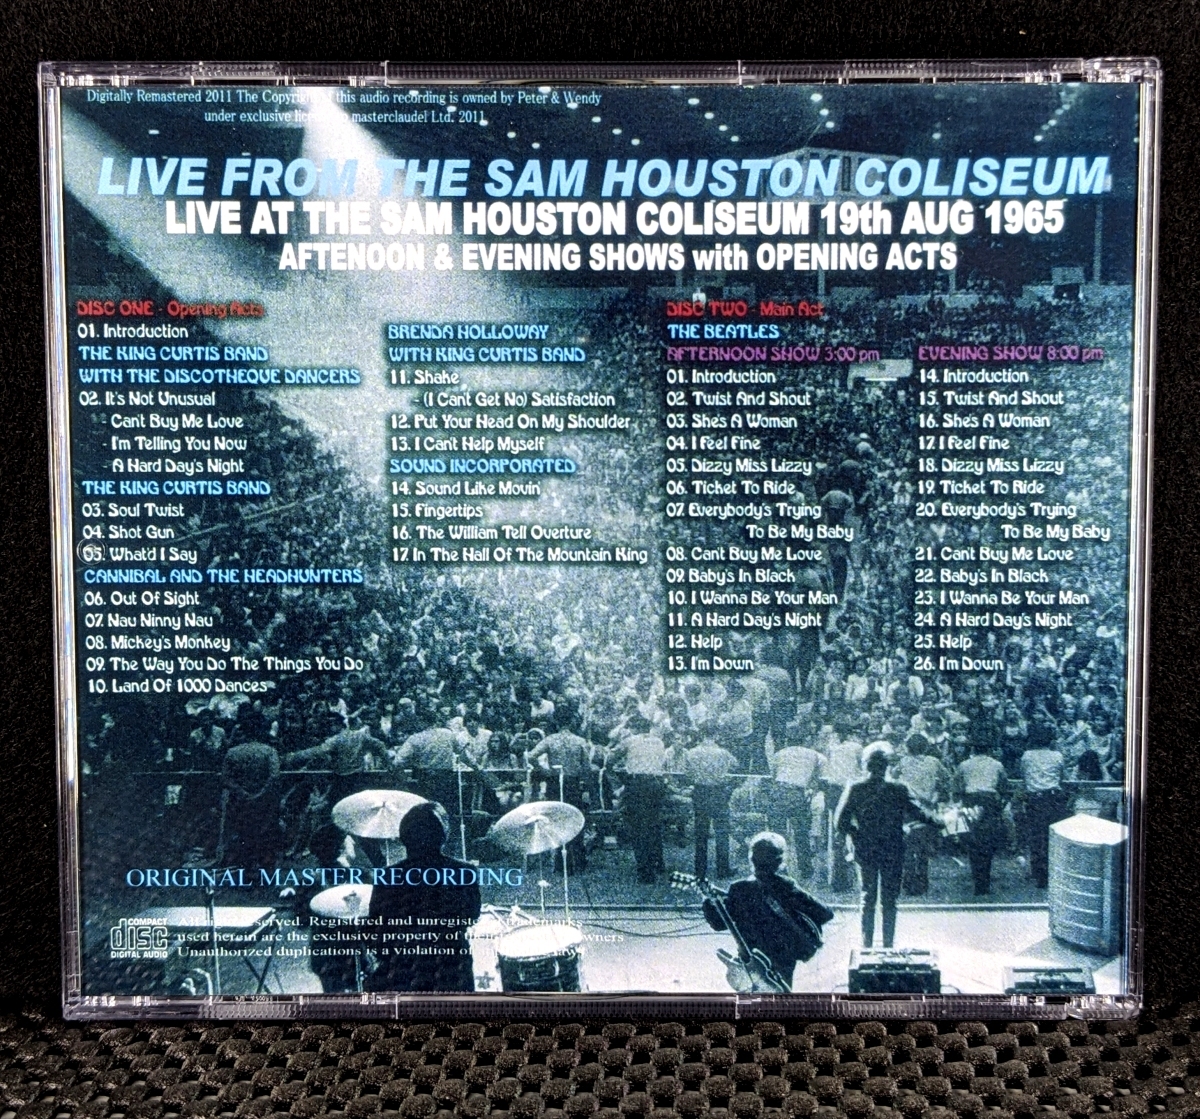 Digitally Remastered 2011 The Copyright of this audio recording is owned by Peter & Wendy
under exclusive masterclaudel Ltd. 2011
LIVE FROM THE SAM HOUSTON COLISEUM
LIVE AT THE SAM HOUSTON COLISEUM 19th AUG 1965
AFTENOON & EVENING SHOWS with OPENING ACTS
DISC ONE - Opening Acts
01. Introduction
THE KING CURTIS BAND
WITH THE DISCOTHEQUE DANCERS
02. It's Not Unusual
- Can't Buy Me Love
- I'm Telling You Now
- A Hard Day's Night
THE KING CURTIS BAND
03. Soul Twist
04. Shot Gun
05. What'd I Say
CANNIBAL AND THE HEADHUNTERS
06. Out Of Sight
07. Nau Ninny Nau
08. Mickey's Monkey
09. The Way You Do The Things You Do
10. Land Of 1000 Dances
BRENDA HOLLOWAY
WITH KING CURTIS BAND
11. Shake
- (I Can't Get No) Satisfaction
12. Put Your Head On My Shoulder
13. I Can't Help Myself
SOUND INCORPORATED
14. Sound Like Movin'
15. Fingertips
16. The William Tell Overture
17. In The Hall Of The Mountain King
DISC TWO - Main Act
THE BEATLES
AFTERNOON SHOW 3:00 pm
01. Introduction
02. Twist And Shout
03. She's A Woman
04. I Feel Fine
05. Dizzy Miss Lizzy
06. Ticket To Ride
07. Everybody's Trying
To Be My Baby
08. Can't Buy Me Love
09. Baby's In Black
10. I Wanna Be Your Man
11. A Hard Day's Night
12. Help
13. I'm Down
EVENING SHOW 8:00 pm
14. Introduction
15. Twist And Shout
16. She's A Woman
17. I Feel Fine
18. Dizzy Miss Lizzy
19. Ticket To Ride
20. Everybody's Trying
To Be My Baby
21. Can't Buy Me Love
22. Baby's In Black
23. I Wanna Be Your Man
24. A Hard Day's Night
25. Help
26. I'm Down
ORIGINAL MASTER RECORDING
COMPACT
disc
DIGITAL AUDIO
All rights reserved. Registered and unregistered trademarks
used herein are the exclusive property of owners
Unauthorized duplications is a violation of